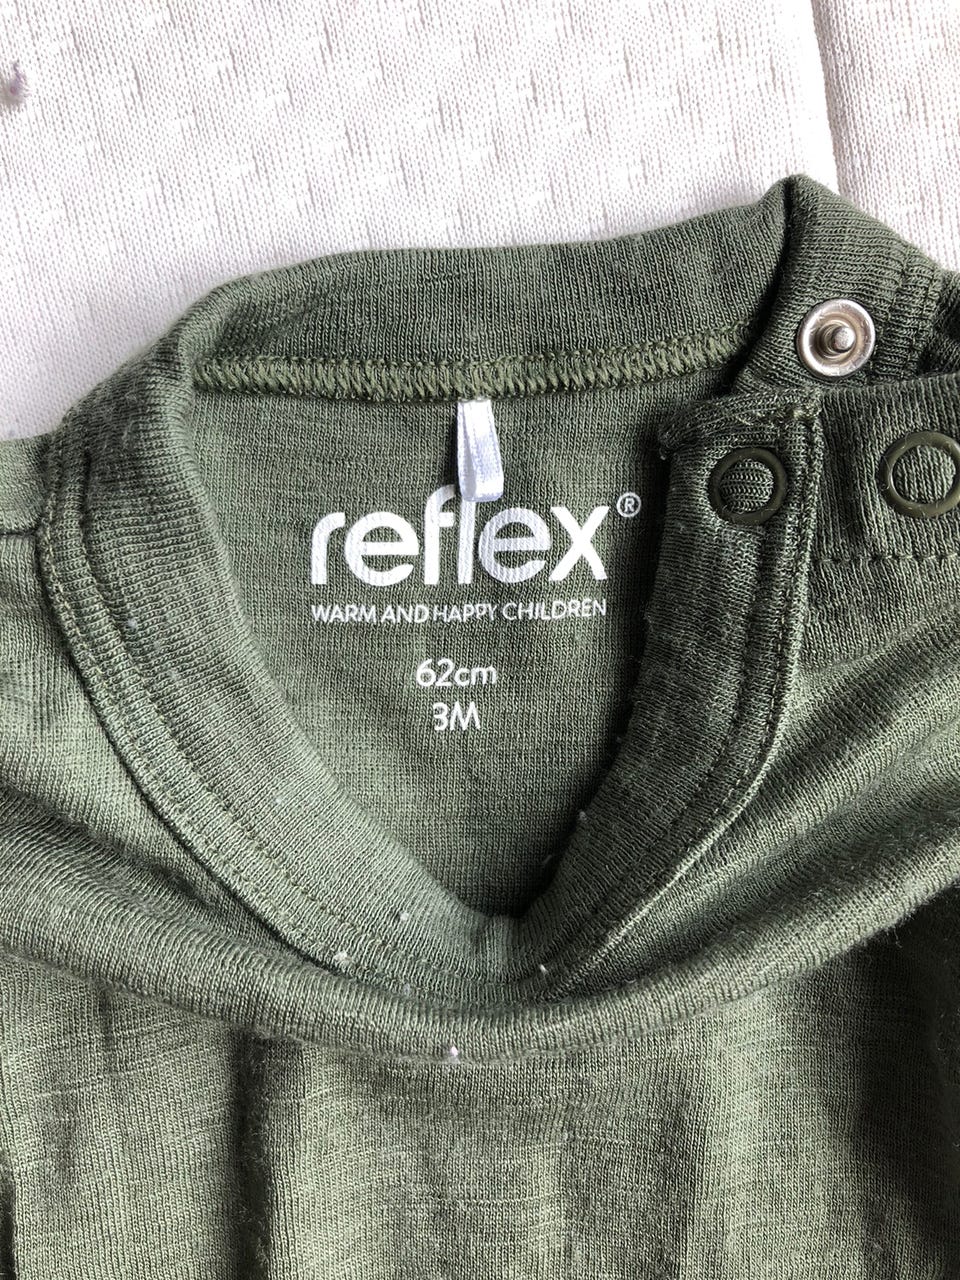 reflex®
WARM AND HAPPY CHILDREN
62cm
3M